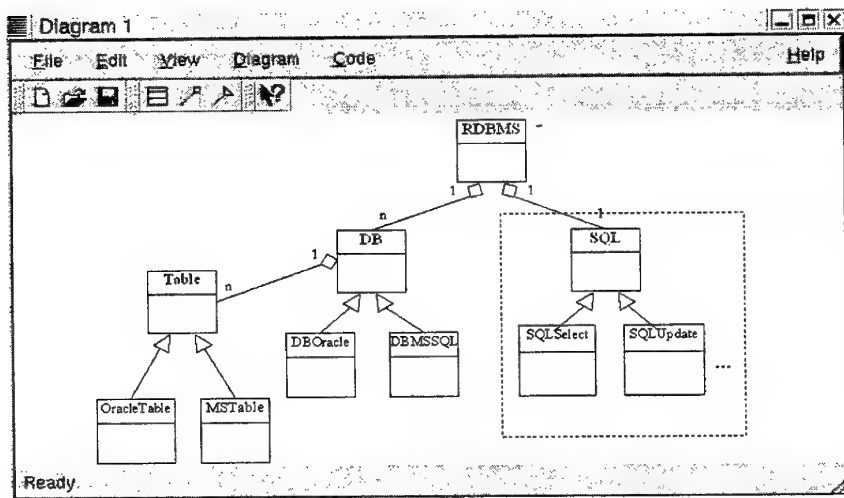 Diagram 1
File Edit View Diagram Code Help
RDBMS
1 1
n 1
DB SQL
1
Table n
DBOracle DBMSSQL SQLSelect SQLUpdate ...
OracleTable MSTable
Ready